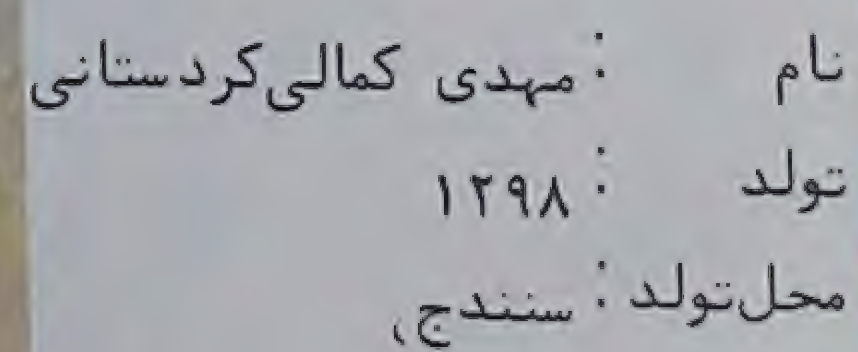 نام : مهدی کمالی‌کردستانی
تولد : ۱۲۹۸
محل‌تولد : سنندج،